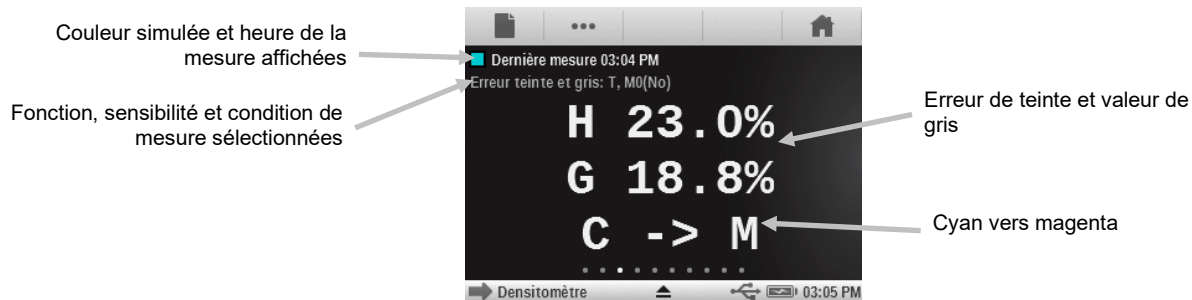 Couleur simulée et heure de la
mesure affichées
Fonction, sensibilité et condition de
mesure sélectionnées
Dernière mesure 03:04 PM
Erreur teinte et gris: T, M0(No)
H 23.0%
G 18.8%
C -> M
Densitomètre 03:05 PM
Erreur de teinte et valeur de
gris
Cyan vers magenta